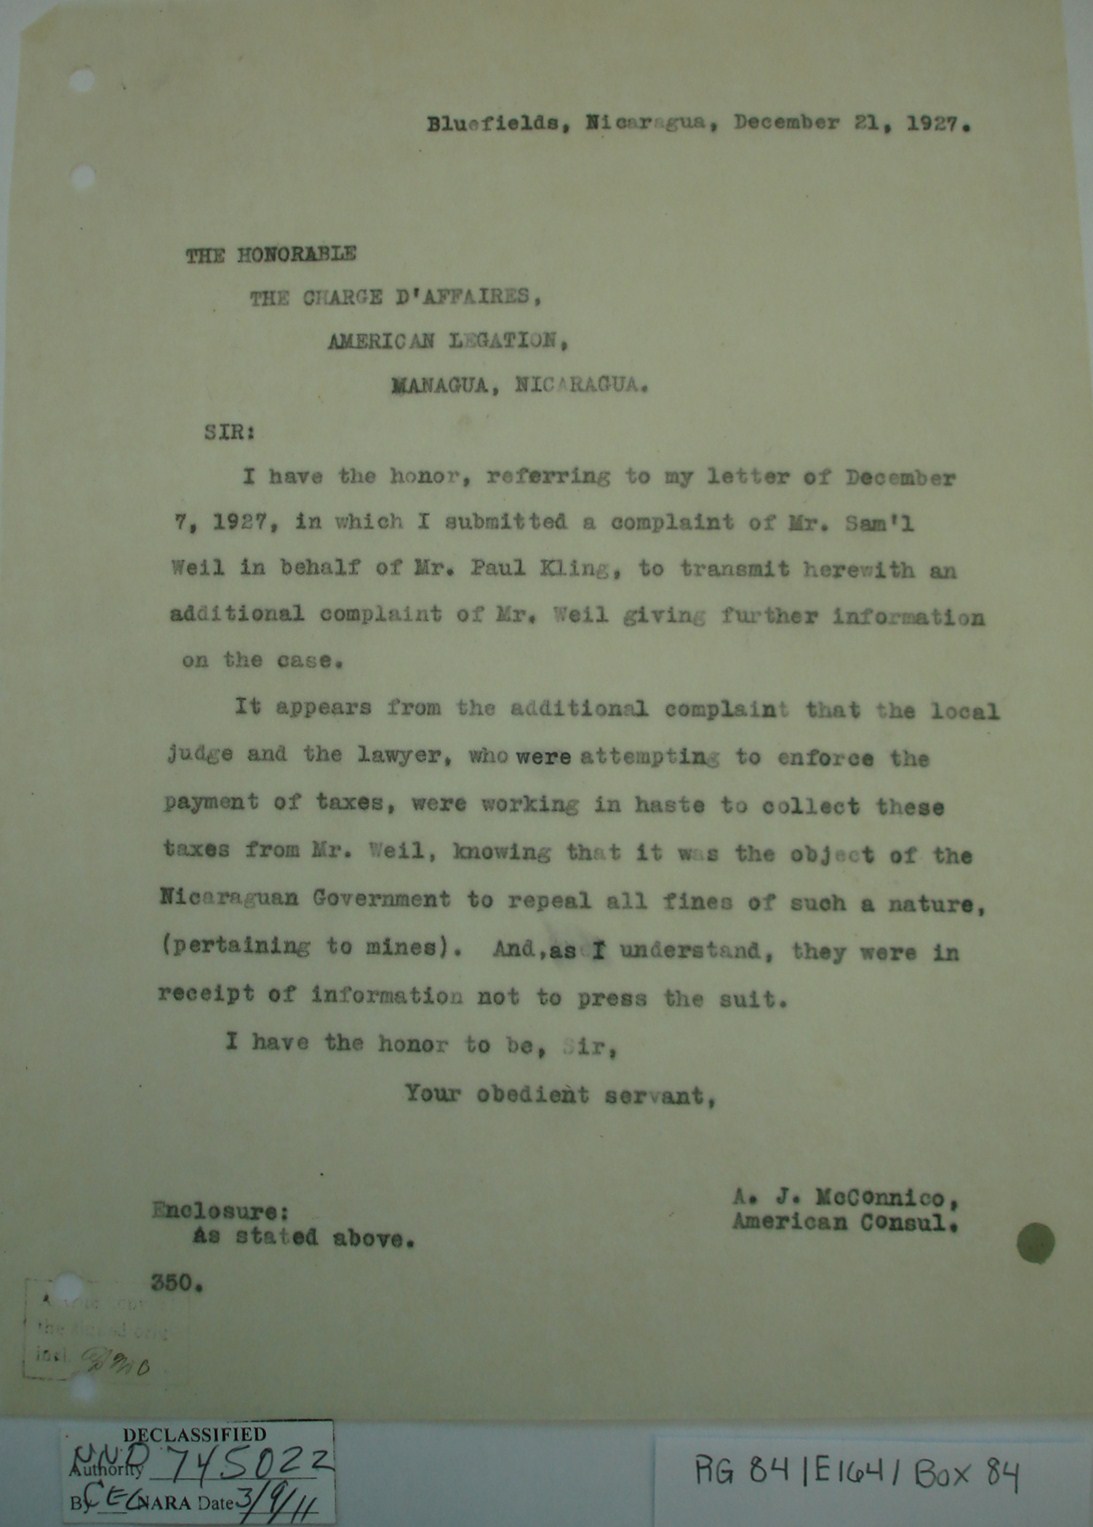 Bluefields, Nicaragua, December 21, 1927.
THE HONORABLE
THE CHARGE D'AFFAIRES,
AMERICAN LEGATION,
MANAGUA, NICARAGUA.
SIR:
I have the honor, referring to my letter of December
7, 1927, in which I submitted a complaint of Mr. Sam'l
Weil in behalf of Mr. Paul Kling, to transmit herewith an
additional complaint of Mr. Weil giving further information
on the case.
It appears from the additional complaint that the local
judge and the lawyer, who were attempting to enforce the
payment of taxes, were working in haste to collect these
taxes from Mr. Weil, knowing that it was the object of the
Nicaraguan Government to repeal all fines of such a nature,
(pertaining to mines). And,as I understand, they were in
receipt of information not to press the suit.
I have the honor to be, Sir,
Your obedient servant,
A. J. McConnico,
American Consul.
Enclosure:
As stated above.
350.
A
the
DECLASSIFIED
Authority NND 745022
By CEG NARA Date 3/9/11
RG 84 | E164 | Box 84